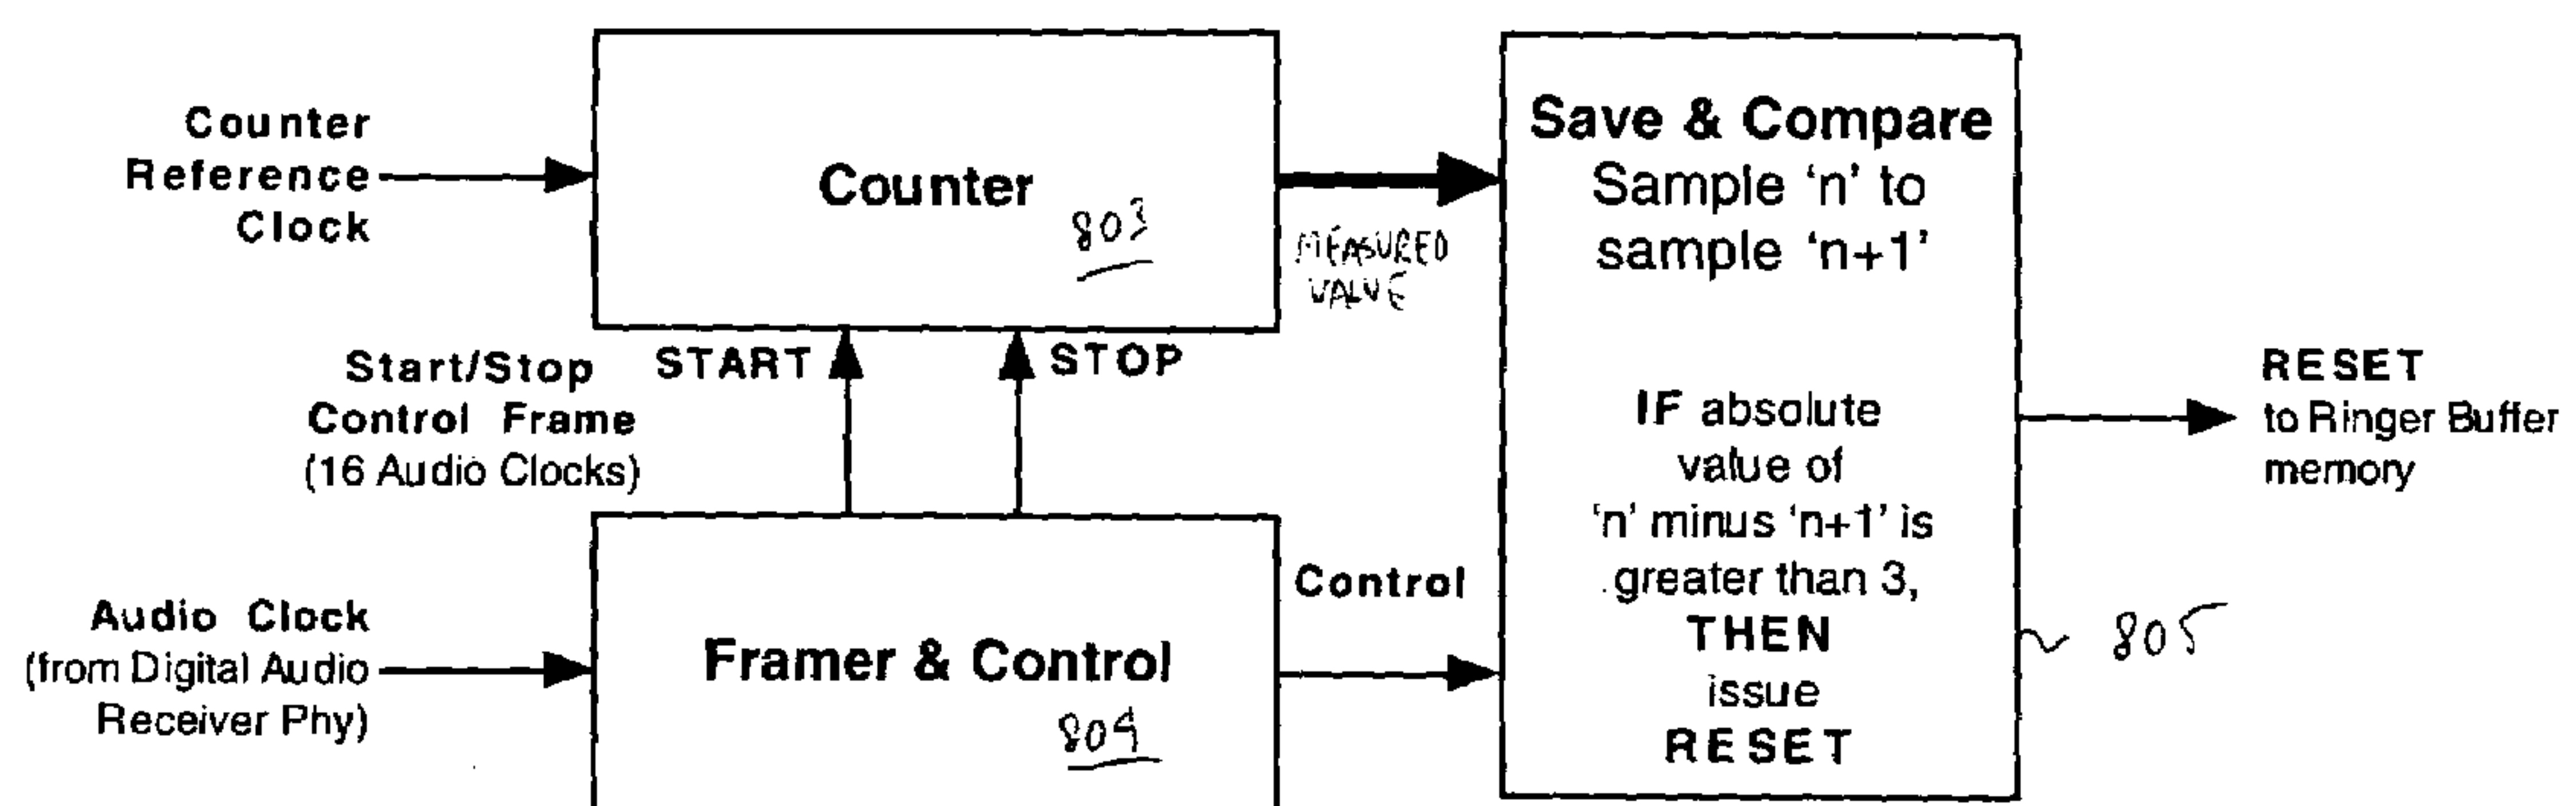 Counter
Reference
Clock
Counter
803
MEASURED
VALUE
Save & Compare
Sample ‘n’ to
sample ‘n+1’
IF absolute
value of
‘n’ minus ‘n+1’ is
greater than 3,
THEN
issue
RESET
805
RESET
to Ringer Buffer
memory
Start/Stop
Control Frame
(16 Audio Clocks)
START
STOP
Audio Clock
(from Digital Audio
Receiver Phy)
Framer & Control
804
Control